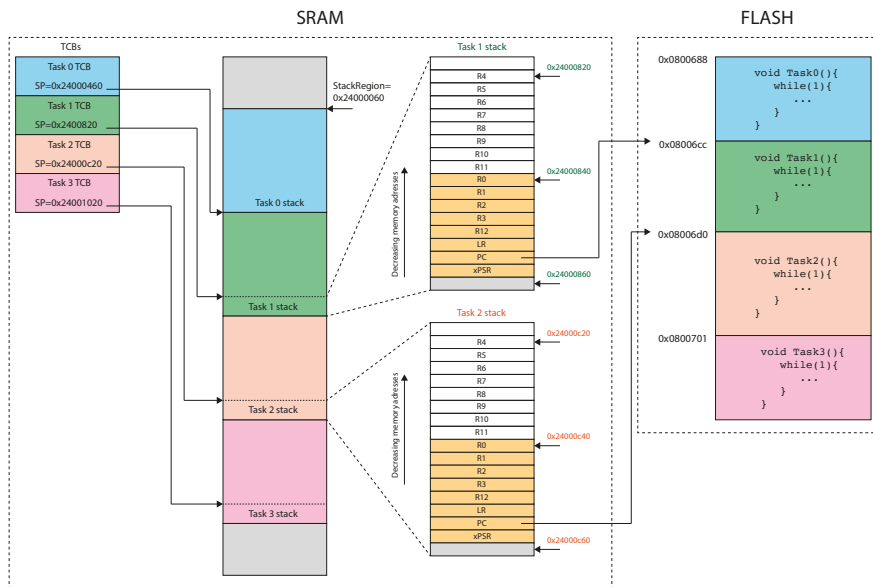 SRAM
FLASH
TCBs
Task 0 TCB
SP=0x24000460
Task 1 TCB
SP=0x2400820
Task 2 TCB
SP=0x24000c20
Task 3 TCB
SP=0x24001020
StackRegion=
0x24000060
Task 0 stack
Task 1 stack
Task 2 stack
Task 3 stack
Task 1 stack
R4
R5
R6
R7
R8
R9
R10
R11
R0
R1
R2
R3
R12
LR
PC
xPSR
0x24000820
0x24000840
0x24000860
Decreasing memory adresses
Task 2 stack
R4
R5
R6
R7
R8
R9
R10
R11
R0
R1
R2
R3
R12
LR
PC
xPSR
0x24000c20
0x24000c40
0x24000c60
Decreasing memory adresses
0x0800688
void Task0(){
while(1){
...
}
}
0x08006cc
void Task1(){
while(1){
...
}
}
0x08006d0
void Task2(){
while(1){
...
}
}
0x0800701
void Task3(){
while(1){
...
}
}